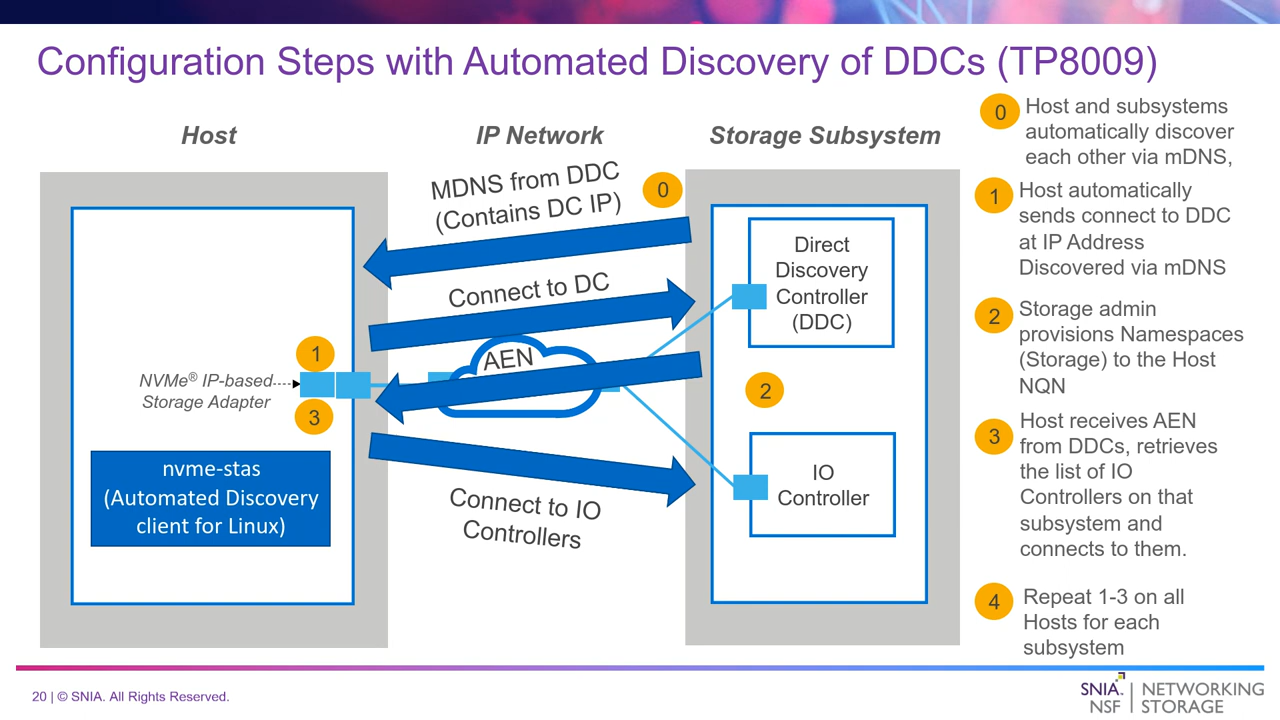 Configuration Steps with Automated Discovery of DDCs (TP8009)
Host
IP Network
Storage Subsystem
MDNS from DDC
(Contains DC IP)
0
Connect to DC
AEN
Connect to IO
Controllers
1
NVMe® IP-based
Storage Adapter
3
nvme-stas
(Automated Discovery
client for Linux)
Direct
Discovery
Controller
(DDC)
2
IO
Controller
0
Host and subsystems
automatically discover
each other via mDNS,
1
Host automatically
sends connect to DDC
at IP Address
Discovered via mDNS
2
Storage admin
provisions Namespaces
(Storage) to the Host
NQN
3
Host receives AEN
from DDCs, retrieves
the list of IO
Controllers on that
subsystem and
connects to them.
4
Repeat 1-3 on all
Hosts for each
subsystem
20 | © SNIA. All Rights Reserved.
SNIA.
NSF
NETWORKING
STORAGE